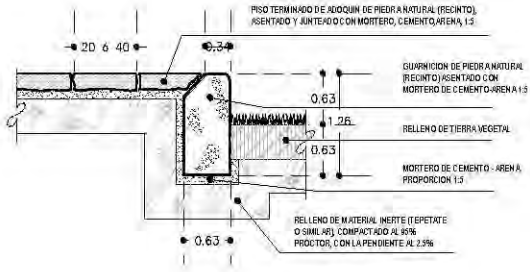 PISO TERMINADO DE ADOQUIN DE PIEDRA NATURAL (RECINTO),
ASENTADO Y JUNTEADO CON MORTERO, CEMENTO, ARENA, 1:5
20 6 40
0.34
GUARNICION DE PIEDRA NATURAL
(RECINTO) ASENTADO CON
MORTERO DE CEMENTO-ARENA 1:5
0.63
1.26
RELLENO DE TIERRA VEGETAL
0.63
MORTERO DE CEMENTO - ARENA
PROPORCION 1:5
RELLENO DE MATERIAL INERTE (TEPETATE
O SIMILAR), COMPACTADO AL 95%
PROCTOR, CON LA PENDIENTE AL 2.5%
0.63